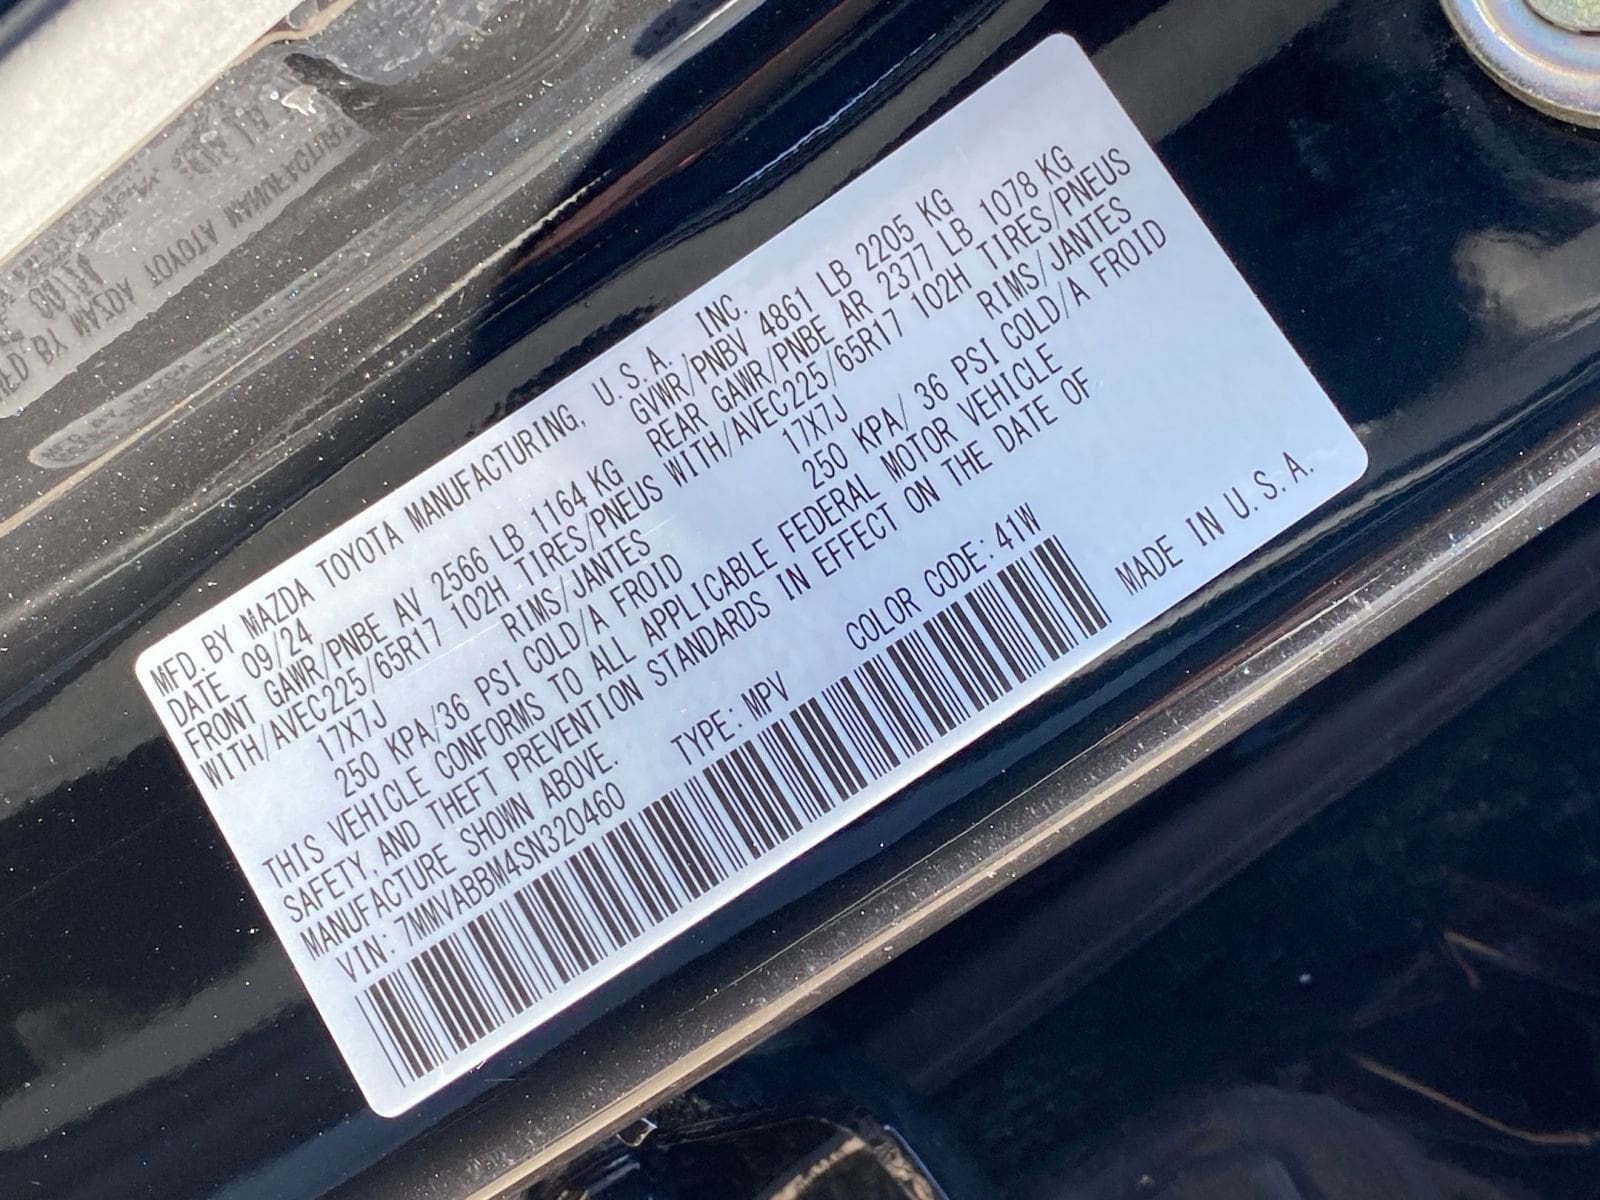 MFD. BY MAZDA TOYOTA MANUFACTURING, U.S.A. INC.
DATE 09/24 GVWR/PNBV 4861 LB 2205 KG
FRONT GAWR/PNBE AV 2566 LB 1164 KG REAR GAWR/PNBE AR 2377 LB 1078 KG
WITH/AVEC225/65R17 102H TIRES/PNEUS WITH/AVEC225/65R17 102H TIRES/PNEUS
17X7J RIMS/JANTES 17X7J RIMS/JANTES
250 KPA/36 PSI COLD/A FROID 250 KPA/ 36 PSI COLD/A FROID
THIS VEHICLE CONFORMS TO ALL APPLICABLE FEDERAL MOTOR VEHICLE
SAFETY, AND THEFT PREVENTION STANDARDS IN EFFECT ON THE DATE OF
MANUFACTURE SHOWN ABOVE.
VIN: 7MMVABBM4SN320460 TYPE: MPV COLOR CODE: 41W
MADE IN U.S.A.